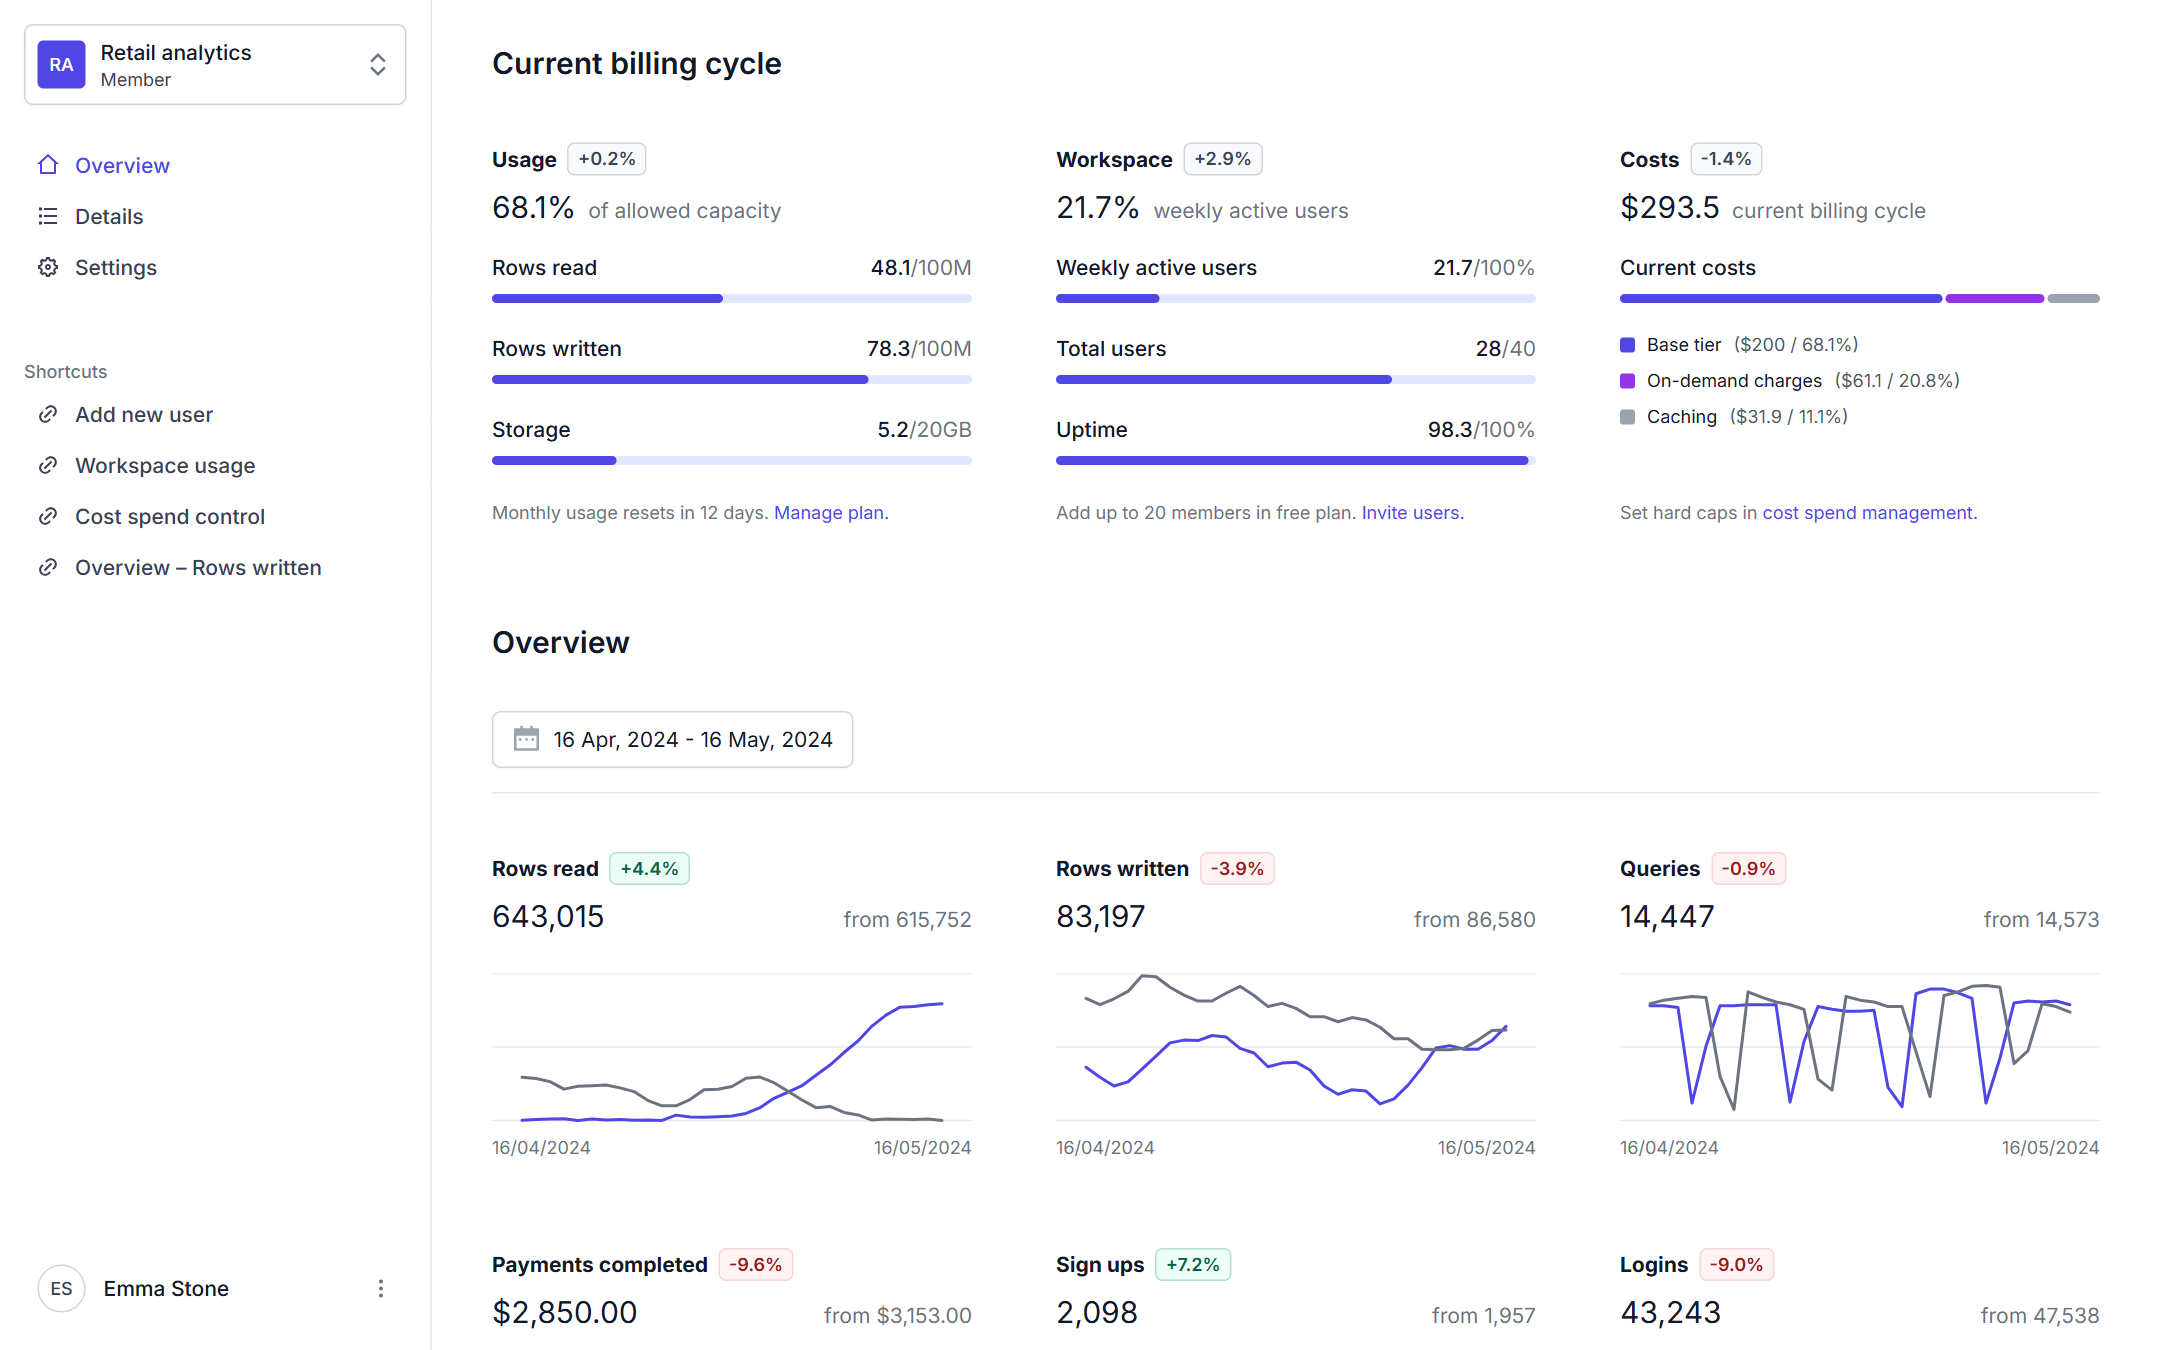 RA
Retail analytics
Member
Overview
Details
Settings
Shortcuts
Add new user
Workspace usage
Cost spend control
Overview – Rows written
ES
Emma Stone
Current billing cycle
Usage +0.2%
68.1% of allowed capacity
Rows read 48.1/100M
Rows written 78.3/100M
Storage 5.2/20GB
Monthly usage resets in 12 days. Manage plan.
Workspace +2.9%
21.7% weekly active users
Weekly active users 21.7/100%
Total users 28/40
Uptime 98.3/100%
Add up to 20 members in free plan. Invite users.
Costs -1.4%
$293.5 current billing cycle
Current costs
Base tier ($200 / 68.1%)
On-demand charges ($61.1 / 20.8%)
Caching ($31.9 / 11.1%)
Set hard caps in cost spend management.
Overview
16 Apr, 2024 - 16 May, 2024
Rows read +4.4%
643,015 from 615,752
16/04/2024 16/05/2024
Rows written -3.9%
83,197 from 86,580
16/04/2024 16/05/2024
Queries -0.9%
14,447 from 14,573
16/04/2024 16/05/2024
Payments completed -9.6%
$2,850.00 from $3,153.00
Sign ups +7.2%
2,098 from 1,957
Logins -9.0%
43,243 from 47,538